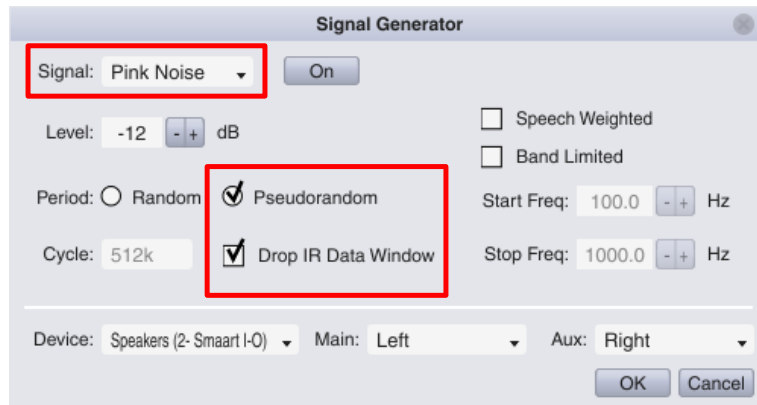 Signal Generator
Signal: Pink Noise On
Level: -12 - + dB
Speech Weighted
Band Limited
Period: Random Pseudorandom
Start Freq: 100.0 - + Hz
Cycle: 512k Drop IR Data Window
Stop Freq: 1000.0 - + Hz
Device: Speakers (2- Smaart I-O) Main: Left Aux: Right
OK Cancel